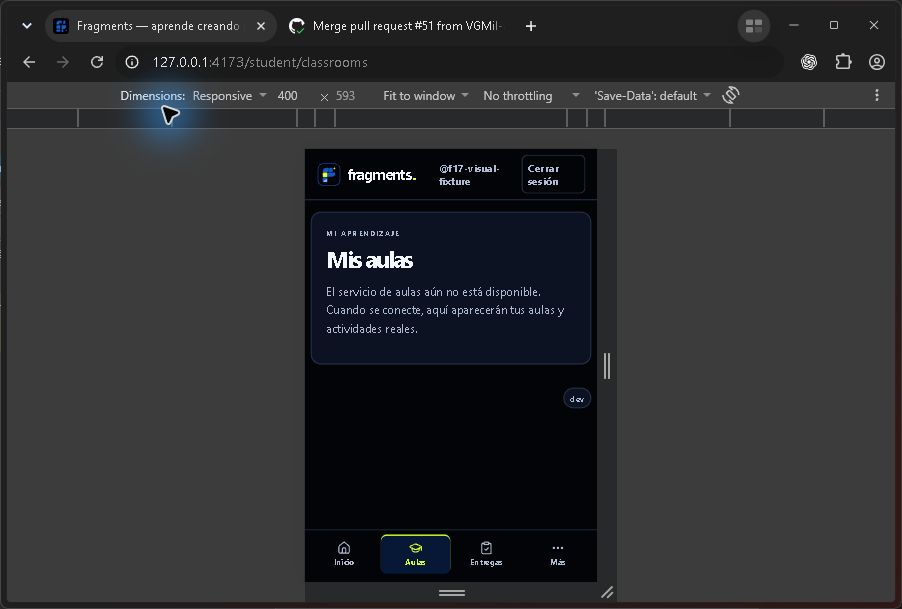 Fragments — aprende creando
Merge pull request #51 from VGMil-
127.0.0.1:4173/student/classrooms
Dimensions: Responsive 400 × 593 Fit to window No throttling 'Save-Data': default
fragments.
@f17-visual-
fixture
Cerrar
sesión
MI APRENDIZAJE
Mis aulas
El servicio de aulas aún no está disponible.
Cuando se conecte, aquí aparecerán tus aulas y
actividades reales.
dev
Inicio Aulas Entregas Más